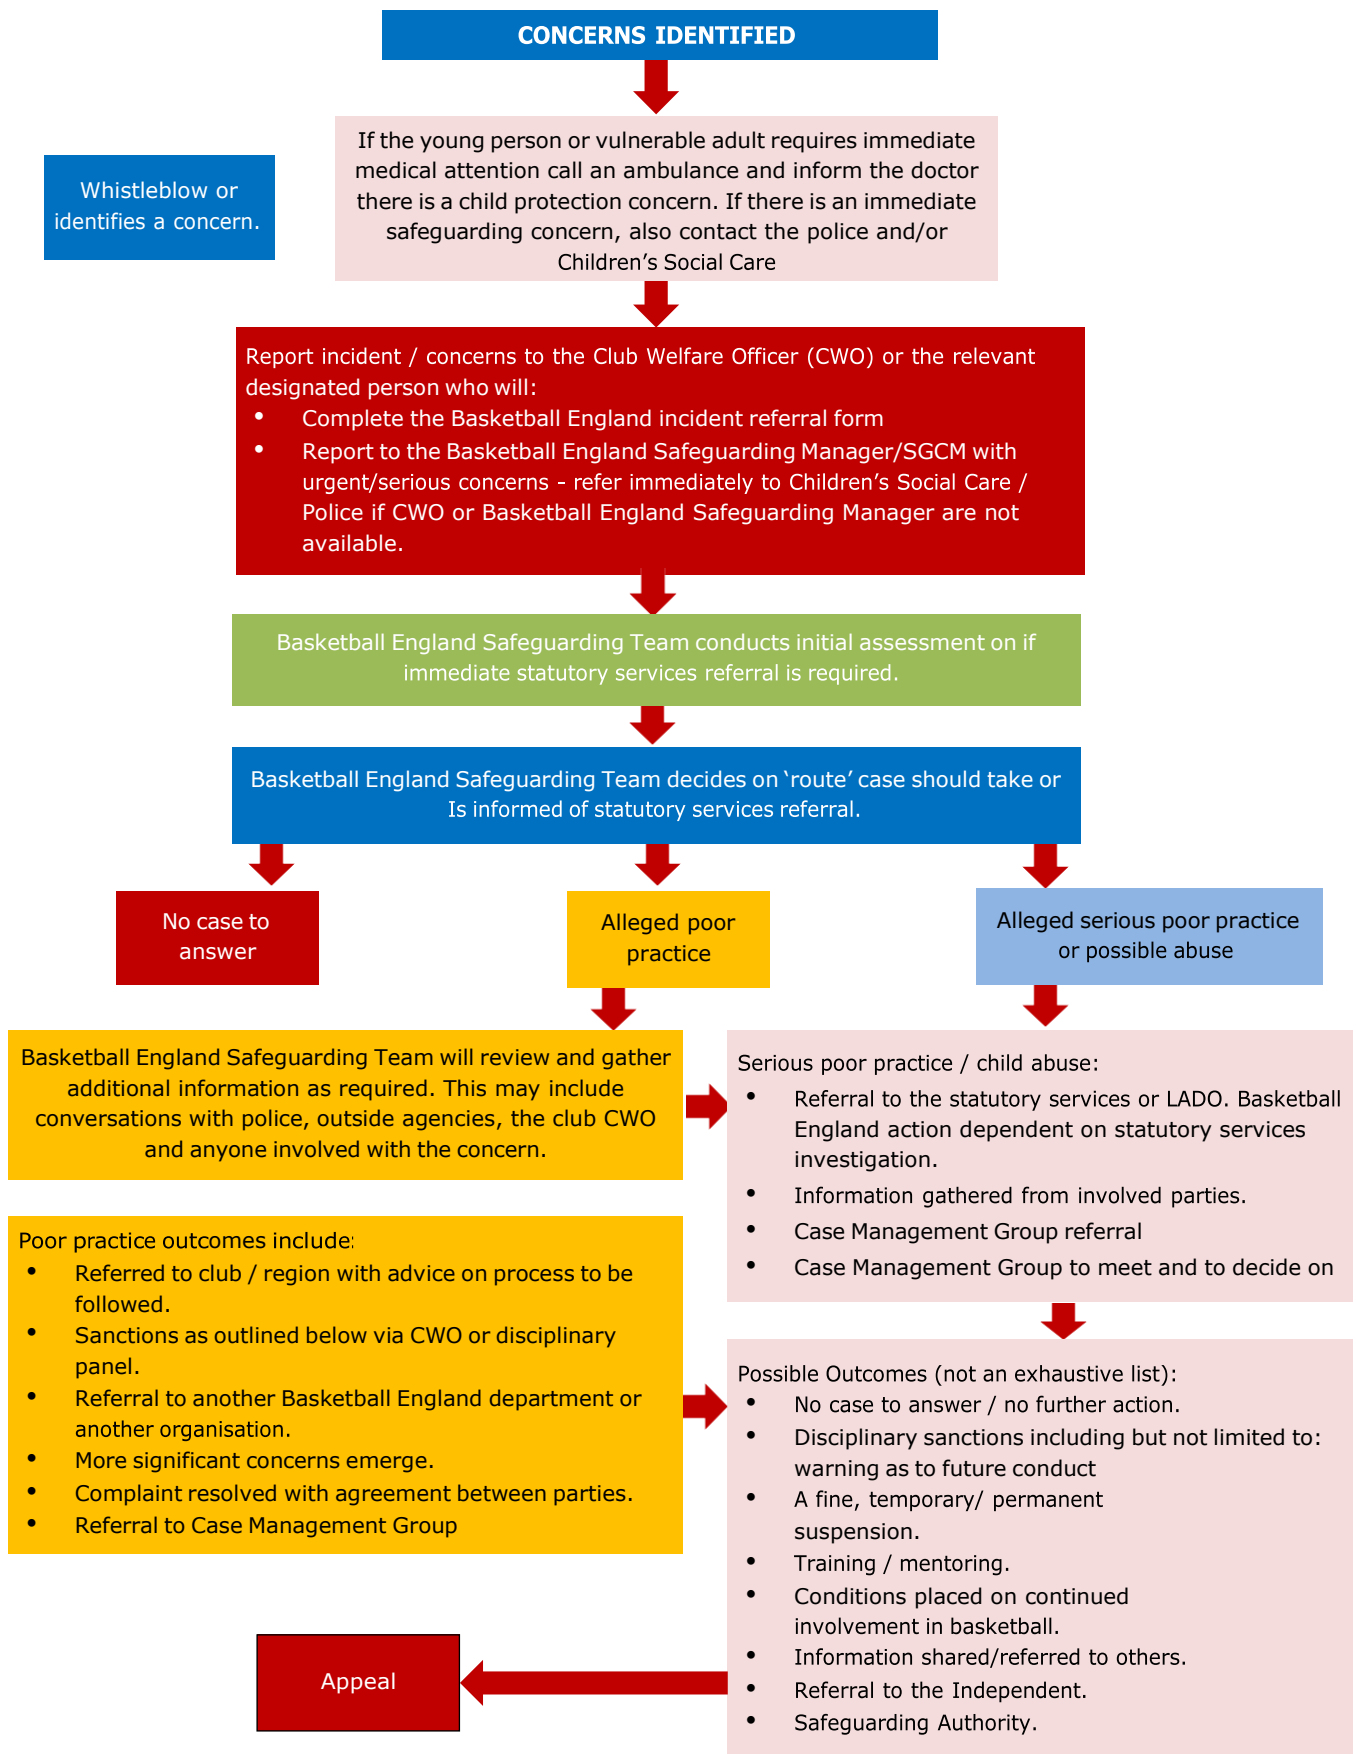 CONCERNS IDENTIFIED
If the young person or vulnerable adult requires immediate
medical attention call an ambulance and inform the doctor
there is a child protection concern. If there is an immediate
safeguarding concern, also contact the police and/or
Children’s Social Care
Whistleblow or
identifies a concern.
Report incident / concerns to the Club Welfare Officer (CWO) or the relevant
designated person who will:
• Complete the Basketball England incident referral form
• Report to the Basketball England Safeguarding Manager/SGCM with
urgent/serious concerns - refer immediately to Children’s Social Care /
Police if CWO or Basketball England Safeguarding Manager are not
available.
Basketball England Safeguarding Team conducts initial assessment on if
immediate statutory services referral is required.
Basketball England Safeguarding Team decides on ‘route’ case should take or
Is informed of statutory services referral.
No case to
answer
Alleged poor
practice
Alleged serious poor practice
or possible abuse
Basketball England Safeguarding Team will review and gather
additional information as required. This may include
conversations with police, outside agencies, the club CWO
and anyone involved with the concern.
Serious poor practice / child abuse:
• Referral to the statutory services or LADO. Basketball
England action dependent on statutory services
investigation.
• Information gathered from involved parties.
• Case Management Group referral
• Case Management Group to meet and to decide on
Poor practice outcomes include:
• Referred to club / region with advice on process to be
followed.
• Sanctions as outlined below via CWO or disciplinary
panel.
• Referral to another Basketball England department or
another organisation.
• More significant concerns emerge.
• Complaint resolved with agreement between parties.
• Referral to Case Management Group
Possible Outcomes (not an exhaustive list):
• No case to answer / no further action.
• Disciplinary sanctions including but not limited to:
warning as to future conduct
• A fine, temporary/ permanent
suspension.
• Training / mentoring.
• Conditions placed on continued
involvement in basketball.
• Information shared/referred to others.
• Referral to the Independent.
• Safeguarding Authority.
Appeal